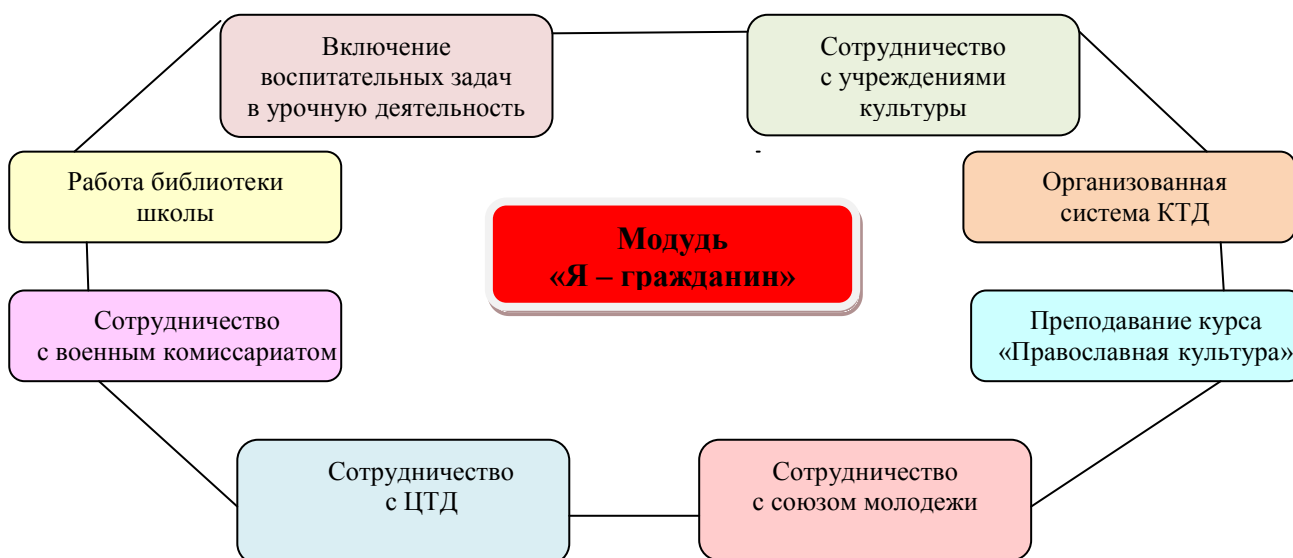 Включение
воспитательных задач
в урочную деятельность
Сотрудничество
с учреждениями
культуры
Работа библиотеки
школы
Модудь
«Я – гражданин»
Организованная
система КТД
Сотрудничество
с военным комиссариатом
Преподавание курса
«Православная культура»
Сотрудничество
с ЦТД
Сотрудничество
с союзом молодежи